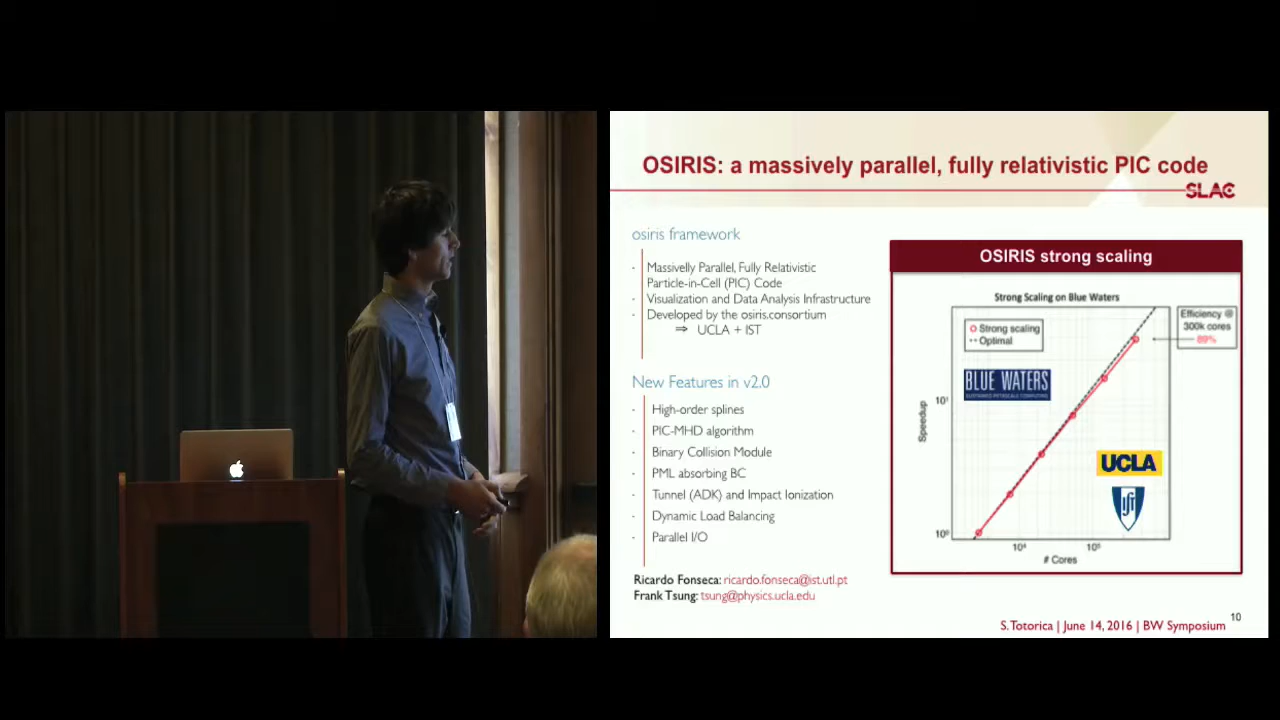 OSIRIS: a massively parallel, fully relativistic PIC code
SLAC
osiris framework
· Massivelly Parallel, Fully Relativistic
Particle-in-Cell (PIC) Code
· Visualization and Data Analysis Infrastructure
· Developed by the osiris.consortium
⇒ UCLA + IST
New Features in v2.0
· High-order splines
· PIC-MHD algorithm
· Binary Collision Module
· PML absorbing BC
· Tunnel (ADK) and Impact Ionization
· Dynamic Load Balancing
· Parallel I/O
Ricardo Fonseca: ricardo.fonseca@ist.utl.pt
Frank Tsung: tsung@physics.ucla.edu
OSIRIS strong scaling
Strong Scaling on Blue Waters
Strong scaling
Optimal
Efficiency @
300k cores
89%
BLUE WATERS
SUSTAINED PETASCALE COMPUTING
UCLA
Speedup
10¹
10⁰
10⁴ 10⁵
# Cores
10
S. Totorica | June 14, 2016 | BW Symposium